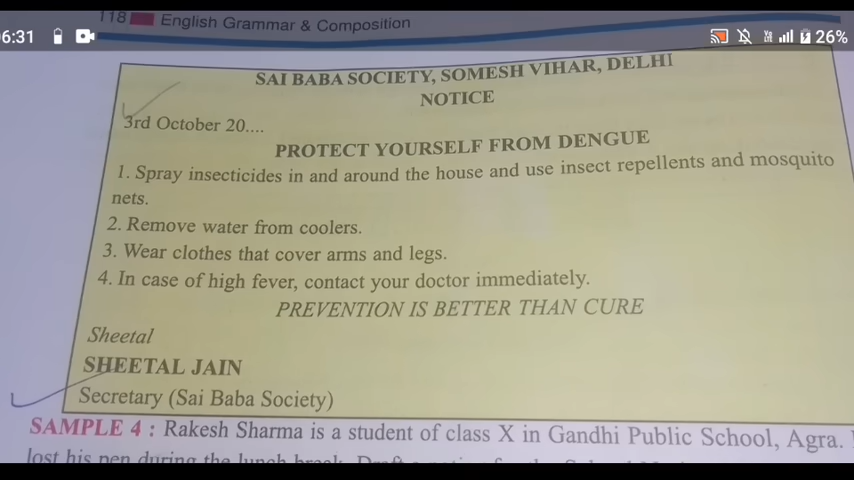 118 English Grammar & Composition
6:31 26%
SAI BABA SOCIETY, SOMESH VIHAR, DELHI
NOTICE
3rd October 20....
PROTECT YOURSELF FROM DENGUE
1. Spray insecticides in and around the house and use insect repellents and mosquito
nets.
2. Remove water from coolers.
3. Wear clothes that cover arms and legs.
4. In case of high fever, contact your doctor immediately.
PREVENTION IS BETTER THAN CURE
Sheetal
SHEETAL JAIN
Secretary (Sai Baba Society)
SAMPLE 4 : Rakesh Sharma is a student of class X in Gandhi Public School, Agra.
lost his pen during the lunch break.